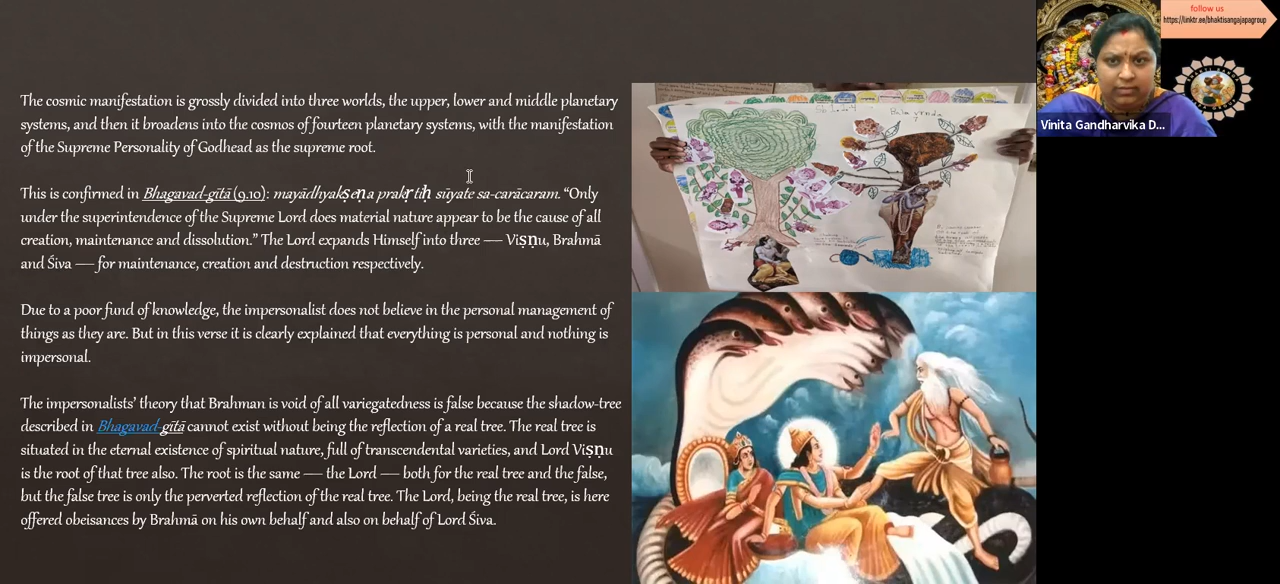 The cosmic manifestation is grossly divided into three worlds, the upper, lower and middle planetary
systems, and then it broadens into the cosmos of fourteen planetary systems, with the manifestation
of the Supreme Personality of Godhead as the supreme root.
This is confirmed in Bhagavad-gītā (9.10): mayādhyakṣeṇa prakṛtiḥ sūyate sa-carācaram. “Only
under the superintendence of the Supreme Lord does material nature appear to be the cause of all
creation, maintenance and dissolution.” The Lord expands Himself into three — Viṣṇu, Brahmā
and Śiva — for maintenance, creation and destruction respectively.
Due to a poor fund of knowledge, the impersonalist does not believe in the personal management of
things as they are. But in this verse it is clearly explained that everything is personal and nothing is
impersonal.
The impersonalists’ theory that Brahman is void of all variegatedness is false because the shadow-tree
described in Bhagavad-gītā cannot exist without being the reflection of a real tree. The real tree is
situated in the eternal existence of spiritual nature, full of transcendental varieties, and Lord Viṣṇu
is the root of that tree also. The root is the same — the Lord — both for the real tree and the false,
but the false tree is only the perverted reflection of the real tree. The Lord, being the real tree, is here
offered obeisances by Brahmā on his own behalf and also on behalf of Lord Śiva.
follow us
https://linktr.ee/bhaktisangajapagroup
Vinita Gandharvika D...